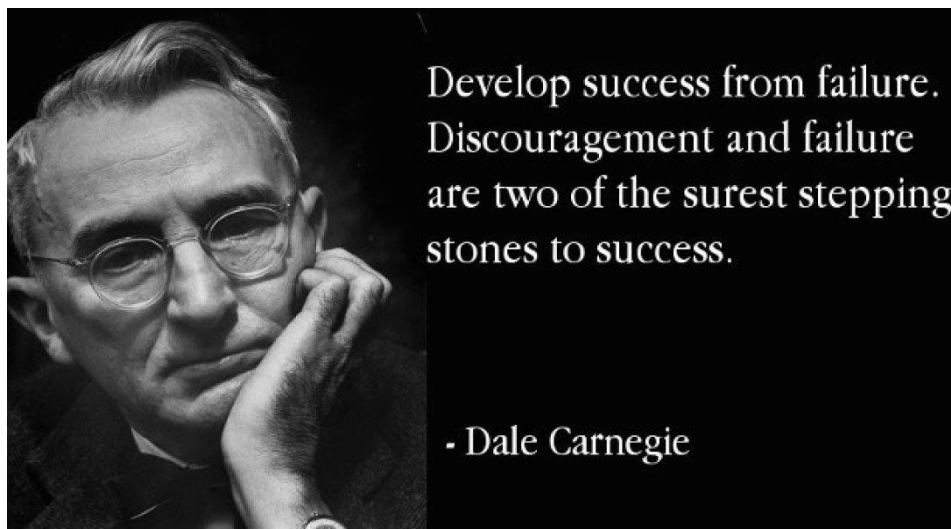 Develop success from failure.
Discouragement and failure
are two of the surest stepping
stones to success.
- Dale Carnegie